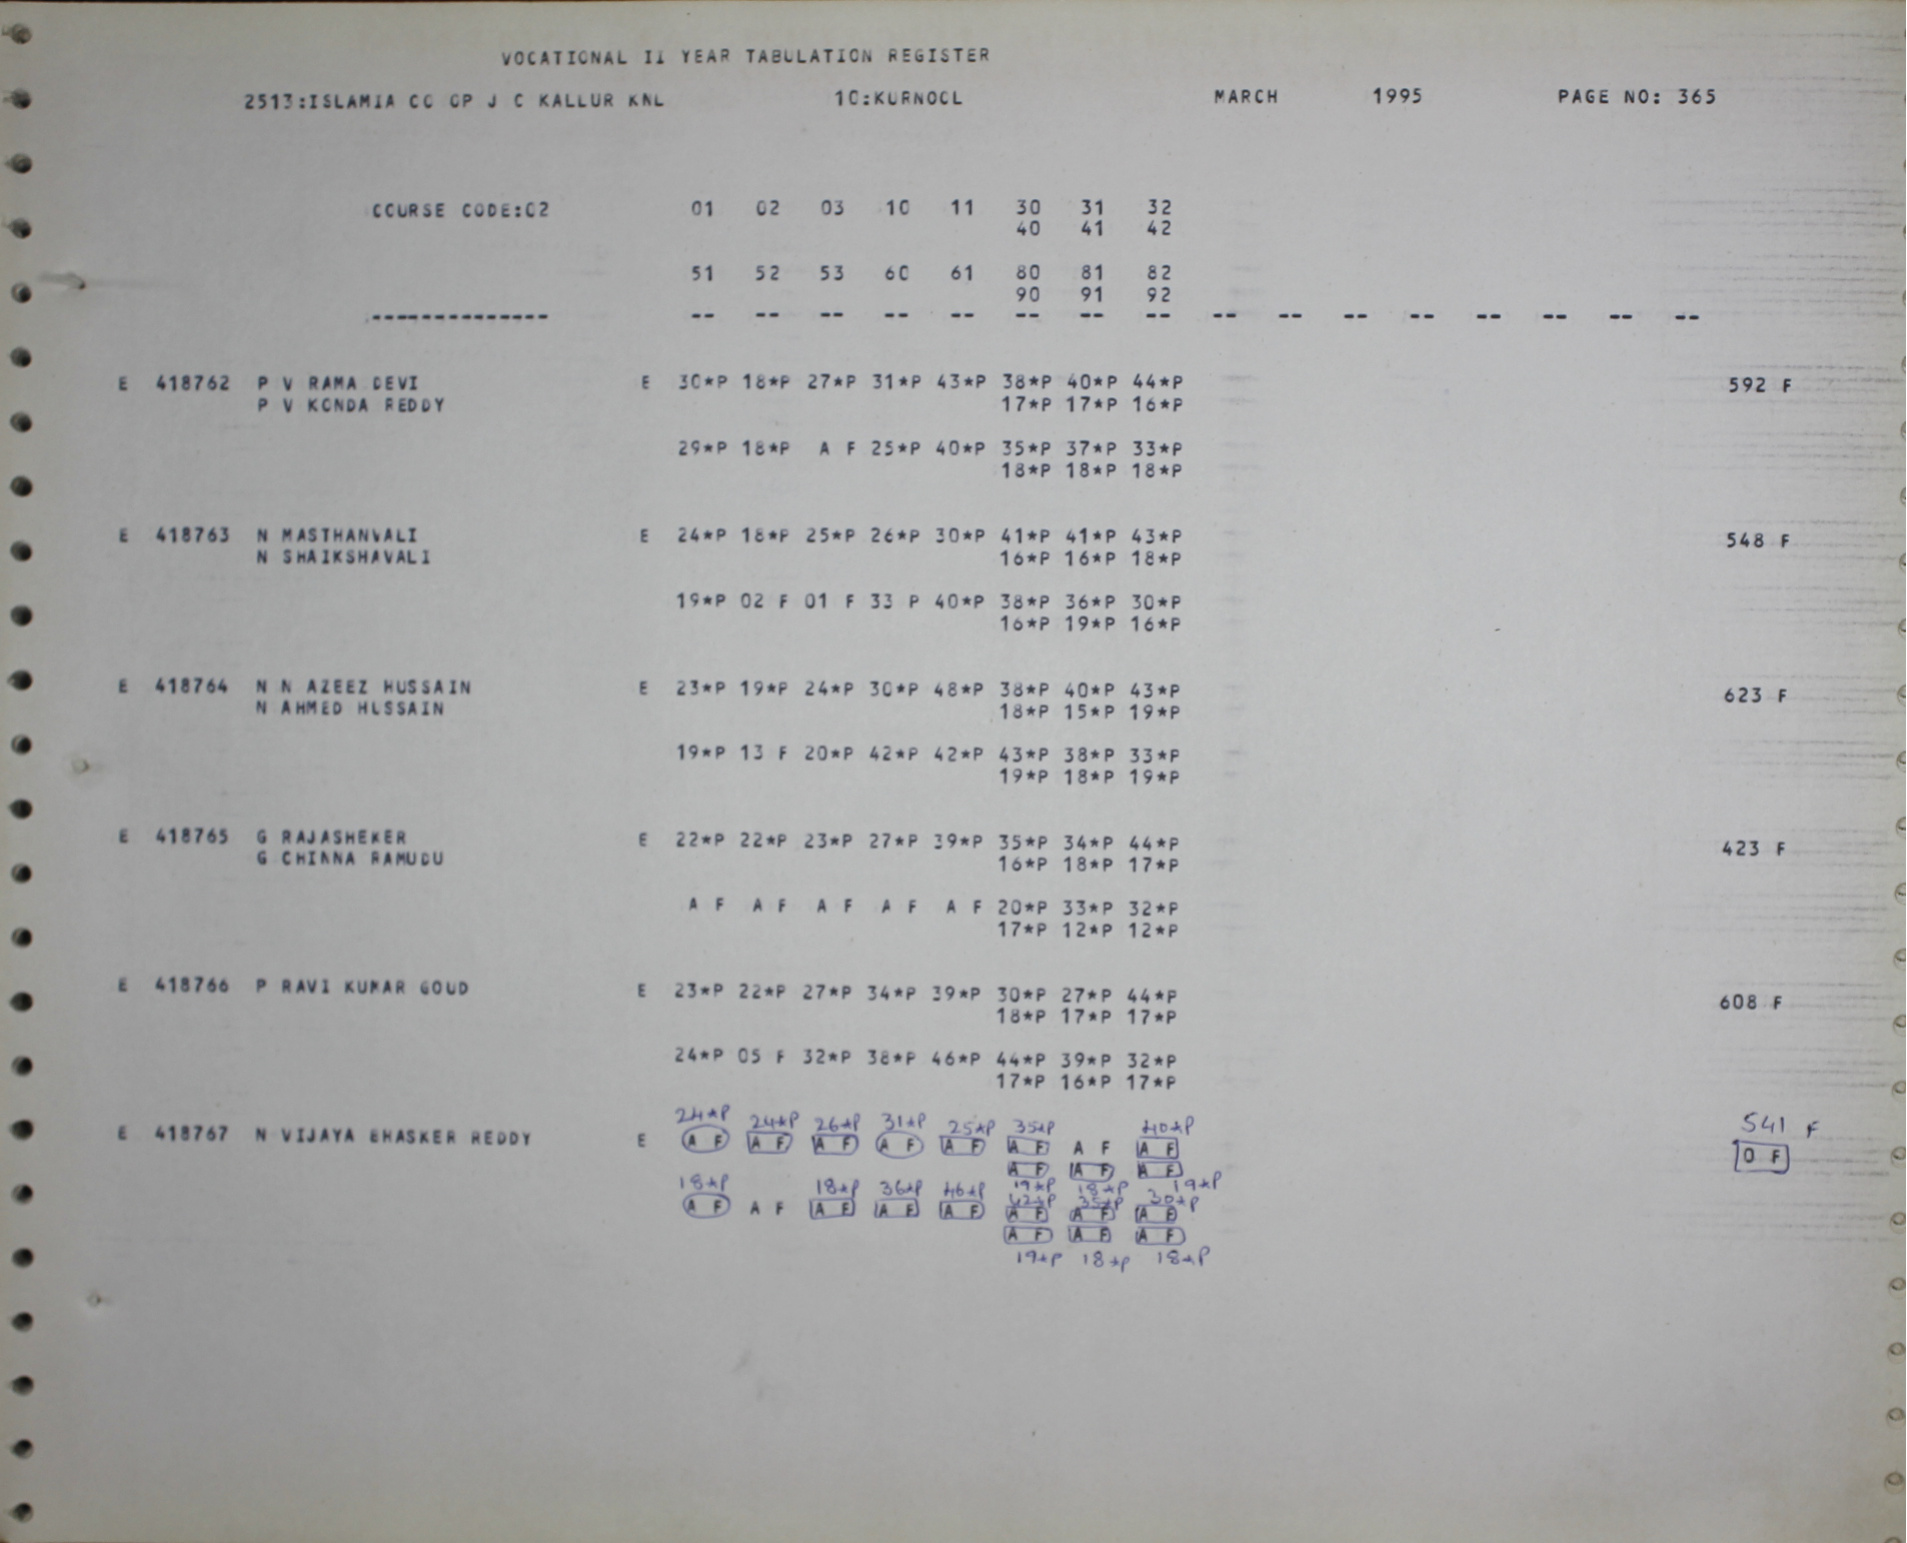 VOCATIONAL II YEAR TABULATION REGISTER
2513:ISLAMIA CO OP J C KALLUR KNL 10:KURNOOL MARCH 1995 PAGE NO: 365
COURSE CODE:02 01 02 03 10 11 30 31 32
40 41 42
51 52 53 60 61 80 81 82
90 91 92
-------------- -- -- -- -- -- -- -- -- -- -- -- -- -- -- -- --
E 418762 P V RAMA DEVI E 30*P 18*P 27*P 31*P 43*P 38*P 40*P 44*P 592 F
P V KONDA REDDY 17*P 17*P 16*P
29*P 18*P A F 25*P 40*P 35*P 37*P 33*P
18*P 18*P 18*P
E 418763 N MASTHANVALI E 24*P 18*P 25*P 26*P 30*P 41*P 41*P 43*P 548 F
N SHAIKSHAVALI 16*P 16*P 18*P
19*P 02 F 01 F 33 P 40*P 38*P 36*P 30*P
16*P 19*P 16*P
E 418764 N N AZEEZ HUSSAIN E 23*P 19*P 24*P 30*P 48*P 38*P 40*P 43*P 623 F
N AHMED HUSSAIN 18*P 15*P 19*P
19*P 13 F 20*P 42*P 42*P 43*P 38*P 33*P
19*P 18*P 19*P
E 418765 G RAJASHEKER E 22*P 22*P 23*P 27*P 39*P 35*P 34*P 44*P 423 F
G CHINNA RAMUDU 16*P 18*P 17*P
A F A F A F A F A F 20*P 33*P 32*P
17*P 12*P 12*P
E 418766 P RAVI KUMAR GOUD E 23*P 22*P 27*P 34*P 39*P 30*P 27*P 44*P 608 F
18*P 17*P 17*P
24*P 05 F 32*P 38*P 46*P 44*P 39*P 32*P
17*P 16*P 17*P
24*P 24*P 26*P 31*P 25*P 35*P 40*P 541 F
E 418767 N VIJAYA BHASKER REDDY E A F A F A F A F A F A F A F A F 0 F
A F A F A F
18*P 18*P 36*P 46*P 19*P 18*P 19*P
42*P 35*P 30*P
A F A F A F A F A F A F A F A F
A F A F A F
19*P 18*P 18*P